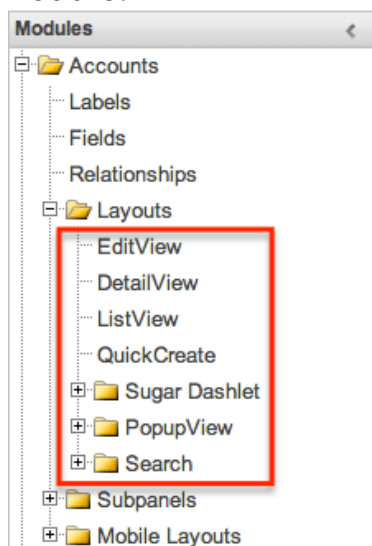 Modules
Accounts
Labels
Fields
Relationships
Layouts
EditView
DetailView
ListView
QuickCreate
Sugar Dashlet
PopupView
Search
Subpanels
Mobile Layouts